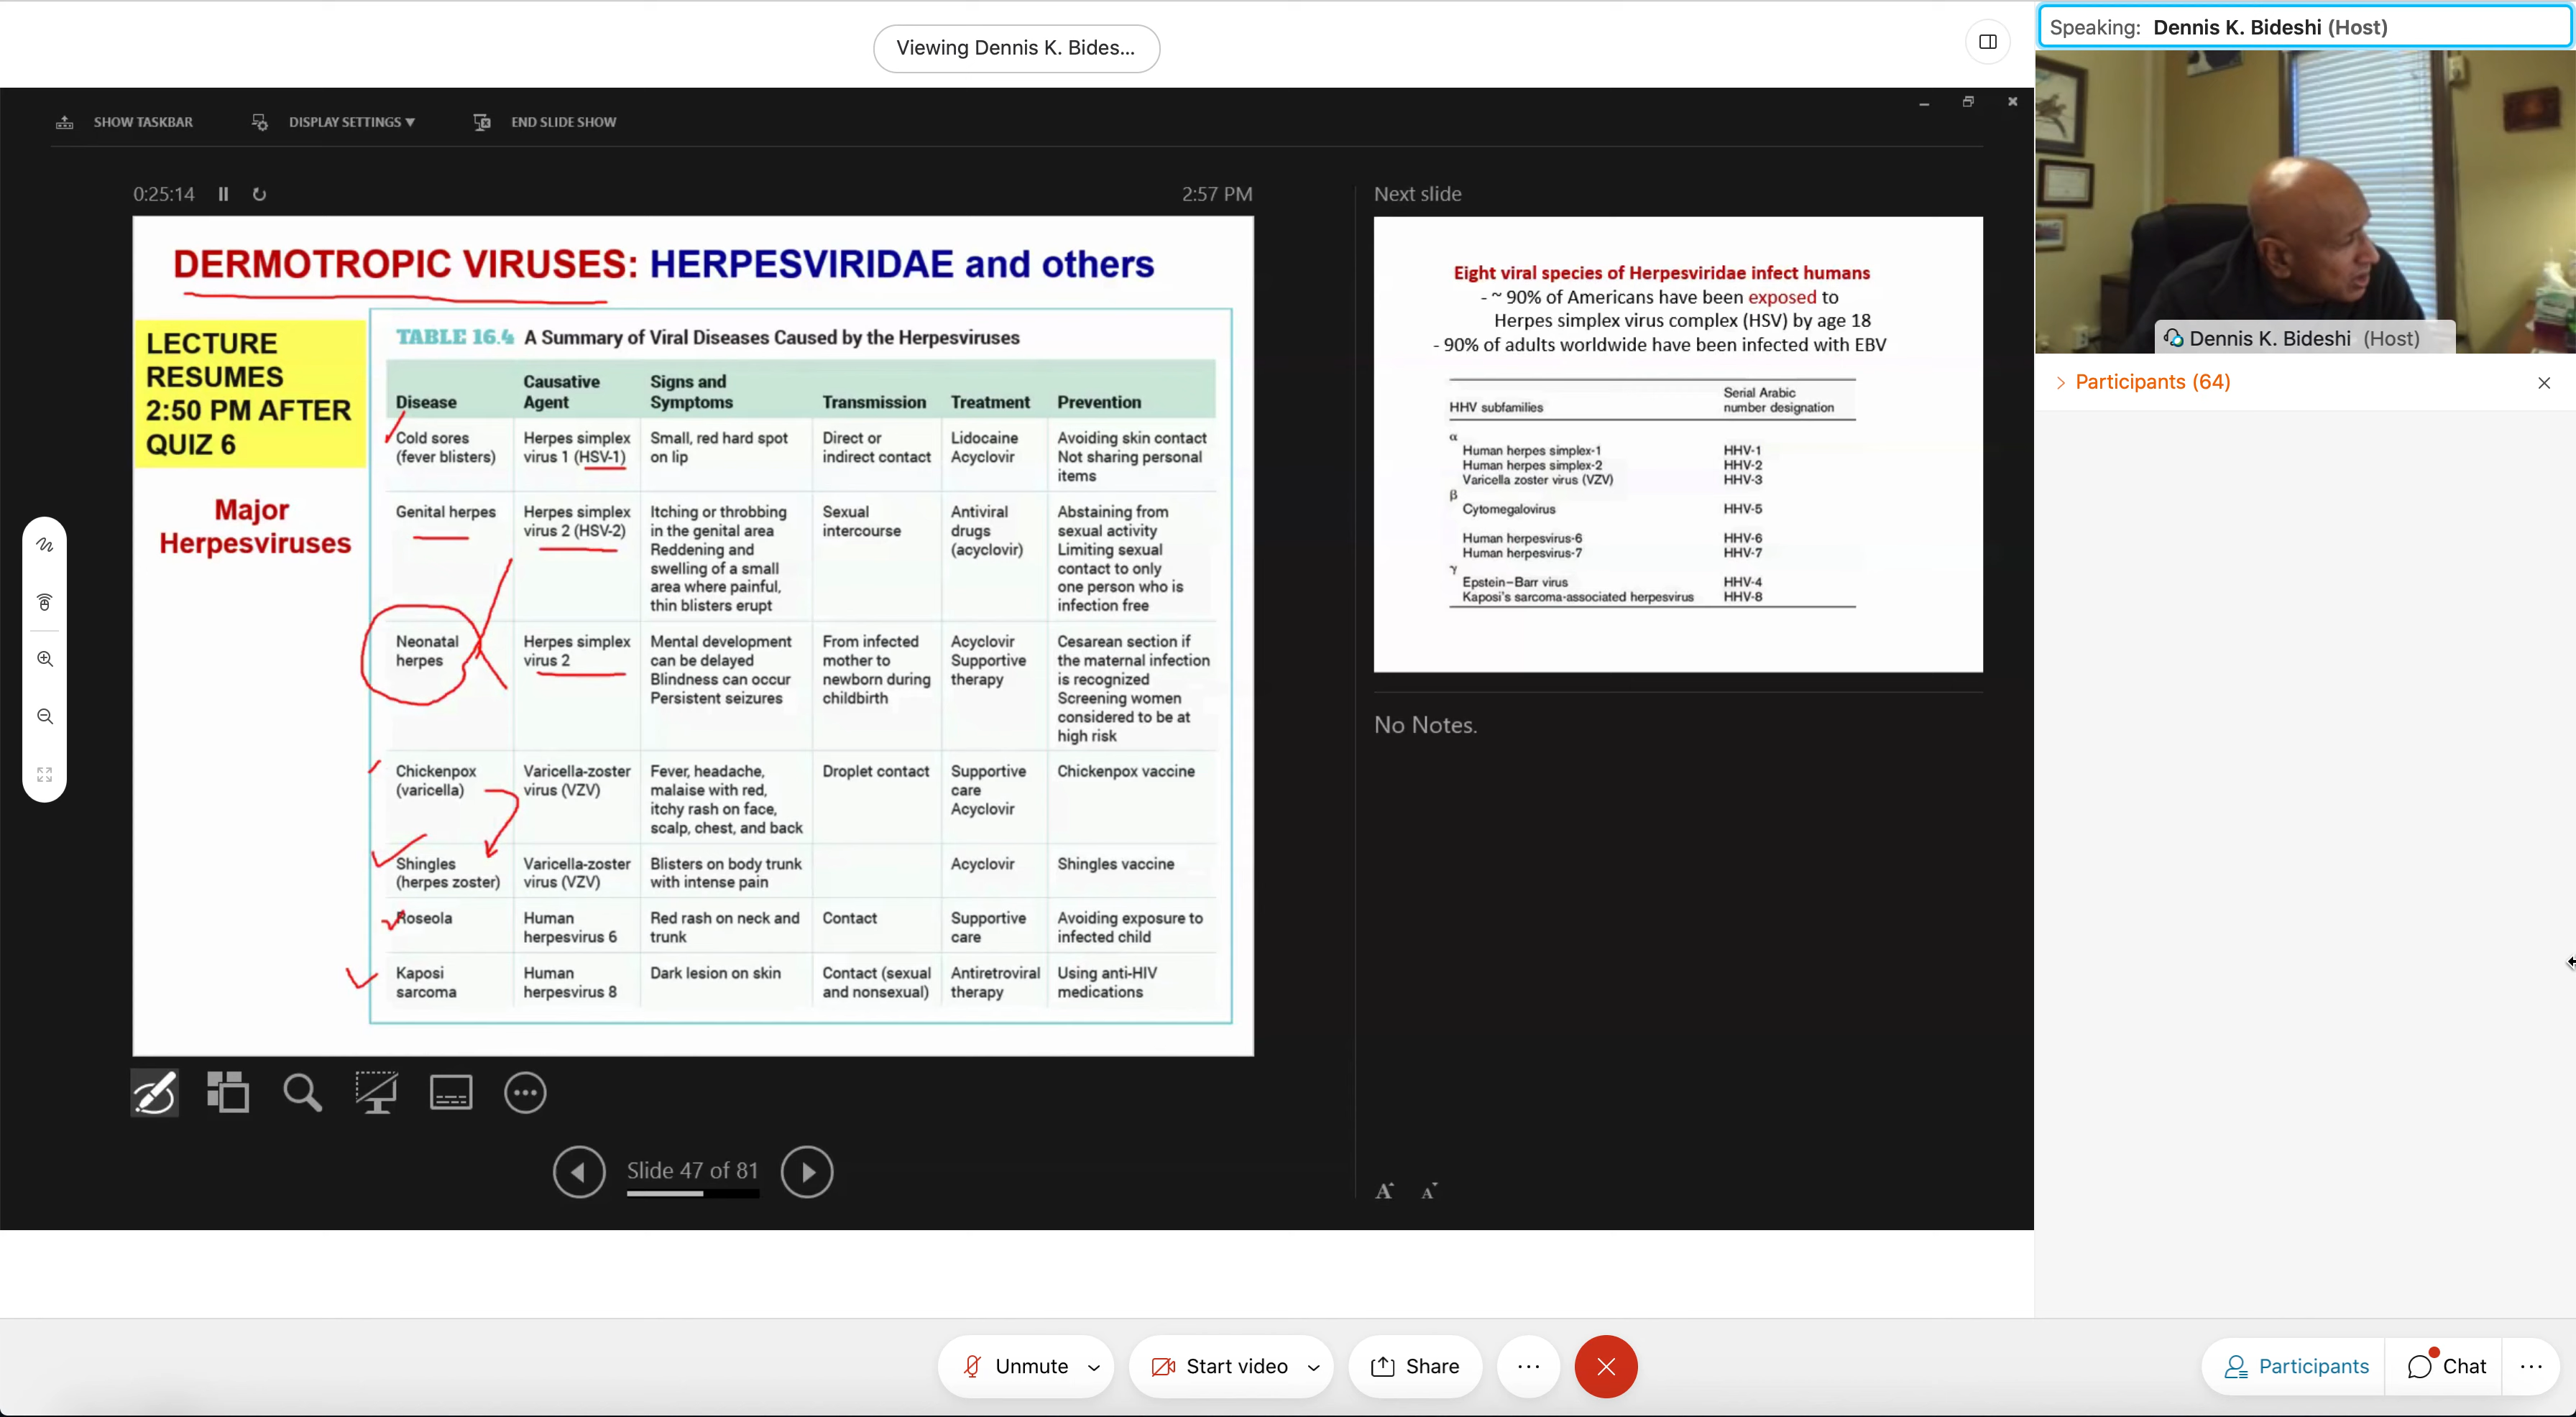 Viewing Dennis K. Bides...
Speaking: Dennis K. Bideshi (Host)
SHOW TASKBAR
DISPLAY SETTINGS ▼
END SLIDE SHOW
0:25:14
2:57 PM
DERMOTROPIC VIRUSES: HERPESVIRIDAE and others
LECTURE
RESUMES
2:50 PM AFTER
QUIZ 6
Major
Herpesviruses
TABLE 16.4 A Summary of Viral Diseases Caused by the Herpesviruses
Disease
Causative
Agent
Signs and
Symptoms
Transmission
Treatment
Prevention
Cold sores
(fever blisters)
Herpes simplex
virus 1 (HSV-1)
Small, red hard spot
on lip
Direct or
indirect contact
Lidocaine
Acyclovir
Avoiding skin contact
Not sharing personal
items
Genital herpes
Herpes simplex
virus 2 (HSV-2)
Itching or throbbing
in the genital area
Reddening and
swelling of a small
area where painful,
thin blisters erupt
Sexual
intercourse
Antiviral
drugs
(acyclovir)
Abstaining from
sexual activity
Limiting sexual
contact to only
one person who is
infection free
Neonatal
herpes
Herpes simplex
virus 2
Mental development
can be delayed
Blindness can occur
Persistent seizures
From infected
mother to
newborn during
childbirth
Acyclovir
Supportive
therapy
Cesarean section if
the maternal infection
is recognized
Screening women
considered to be at
high risk
Chickenpox
(varicella)
Varicella-zoster
virus (VZV)
Fever, headache,
malaise with red,
itchy rash on face,
scalp, chest, and back
Droplet contact
Supportive
care
Acyclovir
Chickenpox vaccine
Shingles
(herpes zoster)
Varicella-zoster
virus (VZV)
Blisters on body trunk
with intense pain
Acyclovir
Shingles vaccine
Roseola
Human
herpesvirus 6
Red rash on neck and
trunk
Contact
Supportive
care
Avoiding exposure to
infected child
Kaposi
sarcoma
Human
herpesvirus 8
Dark lesion on skin
Contact (sexual
and nonsexual)
Antiretroviral
therapy
Using anti-HIV
medications
Slide 47 of 81
Next slide
Eight viral species of Herpesviridae infect humans
- ~ 90% of Americans have been exposed to
Herpes simplex virus complex (HSV) by age 18
- 90% of adults worldwide have been infected with EBV
HHV subfamilies
Serial Arabic
number designation
α
Human herpes simplex-1 HHV-1
Human herpes simplex-2 HHV-2
Varicella zoster virus (VZV) HHV-3
β
Cytomegalovirus HHV-5
Human herpesvirus-6 HHV-6
Human herpesvirus-7 HHV-7
γ
Epstein–Barr virus HHV-4
Kaposi's sarcoma-associated herpesvirus HHV-8
No Notes.
A A
Dennis K. Bideshi (Host)
Participants (64)
Unmute
Start video
Share
Participants
Chat